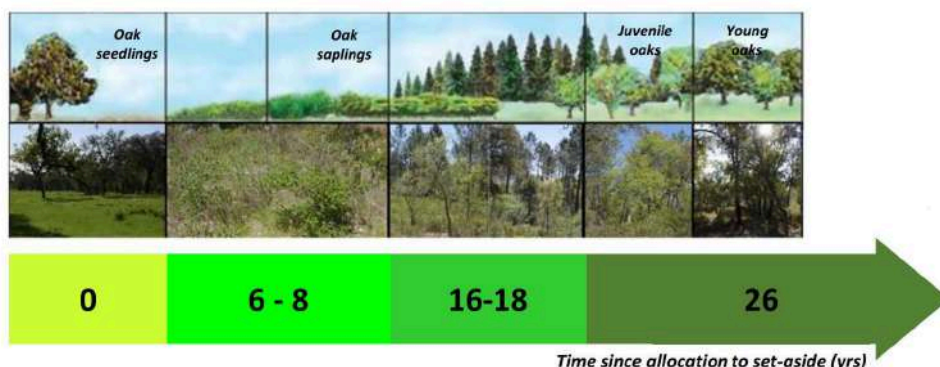 Oak
seedlings
Oak
saplings
Juvenile
oaks
Young
oaks
0
6 - 8
16-18
26
Time since allocation to set-aside (yrs)